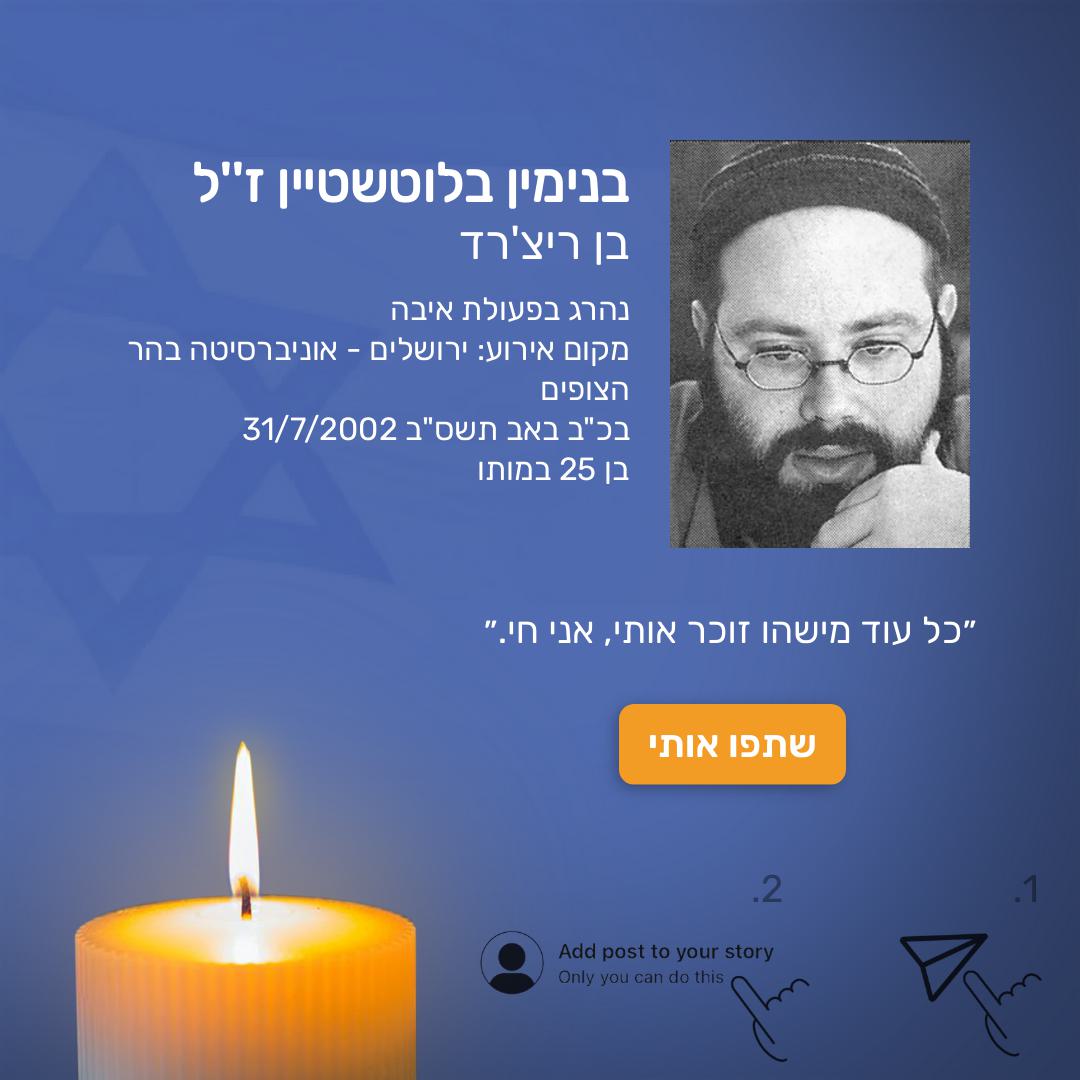 בנימין בלוטשטיין ז"ל
בן ריצ'רד
נהרג בפעולת איבה
מקום אירוע: ירושלים - אוניברסיטה בהר
הצופים
בכ"ב באב תשס"ב 31/7/2002
בן 25 במותו
״כל עוד מישהו זוכר אותי, אני חי.״
שתפו אותי
1.
2.
Add post to your story
Only you can do this